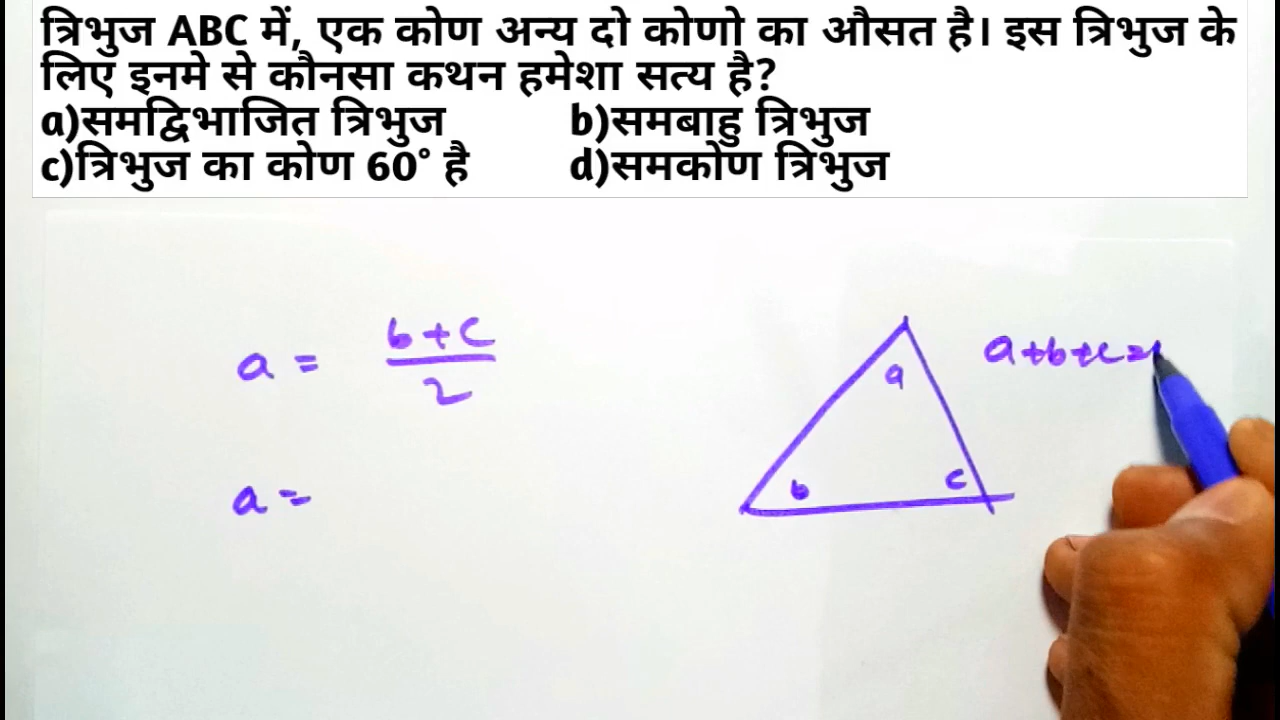 त्रिभुज ABC में, एक कोण अन्य दो कोणो का औसत है। इस त्रिभुज के
लिए इनमे से कौनसा कथन हमेशा सत्य है?
a)समद्विभाजित त्रिभुज b)समबाहु त्रिभुज
c)त्रिभुज का कोण 60° है d)समकोण त्रिभुज
a = b+c / 2
a
a+b+c=
b c
a =